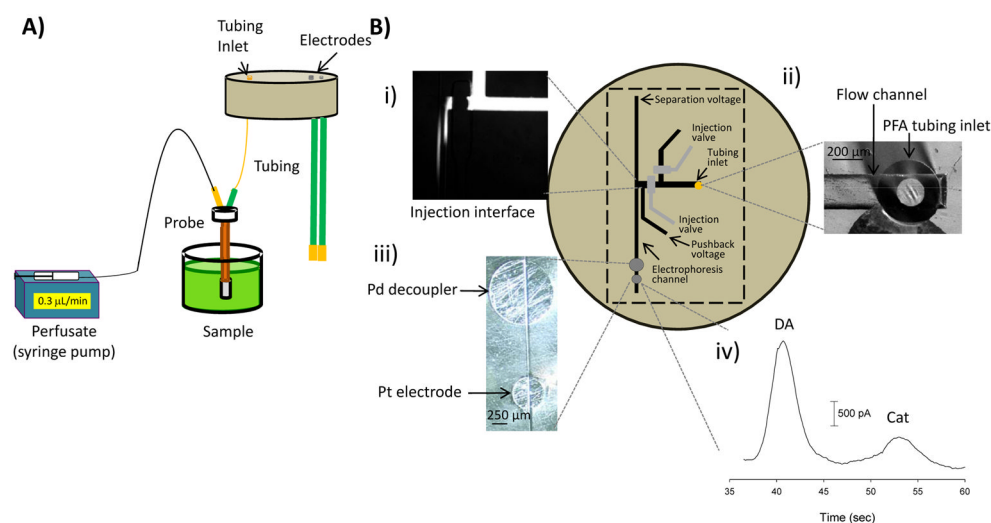 A)
Tubing
Inlet
Electrodes
Tubing
Probe
0.3 µL/min
Perfusate
(syringe pump)
Sample
B)
i)
Injection interface
Separation voltage
Injection
valve
Tubing
inlet
Injection
valve
Pushback
voltage
Electrophoresis
channel
ii)
Flow channel
PFA tubing inlet
200 µm
iii)
Pd decoupler
Pt electrode
250 µm
iv)
DA
500 pA
Cat
35 40 45 50 55 60
Time (sec)